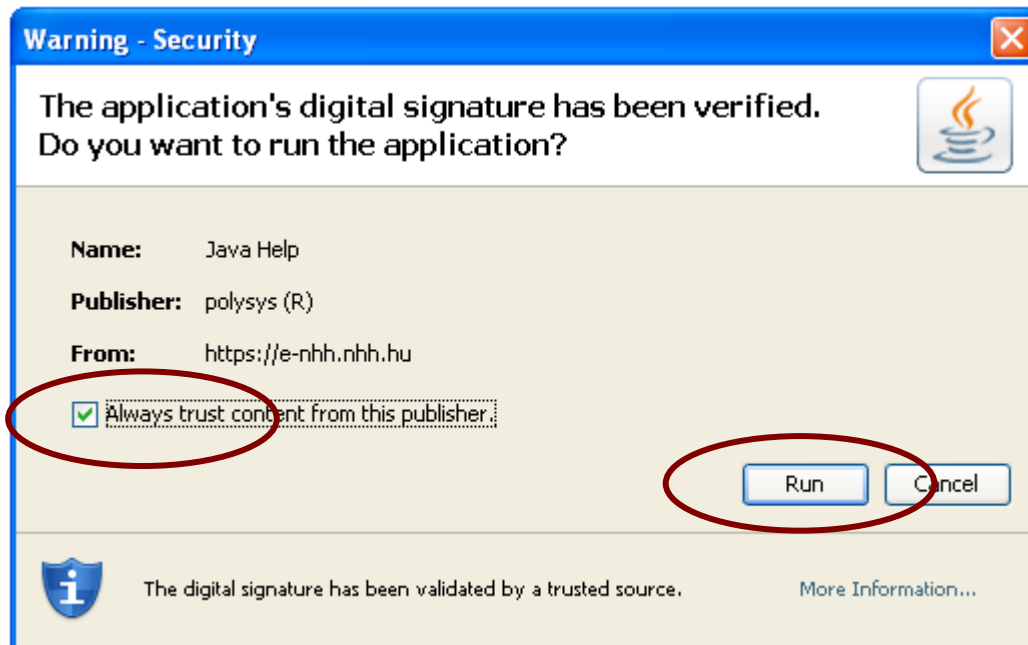 Warning - Security
The application's digital signature has been verified.
Do you want to run the application?
Name: Java Help
Publisher: polysys (R)
From: https://e-nhh.nhh.hu
Always trust content from this publisher.
Run Cancel
The digital signature has been validated by a trusted source. More Information...